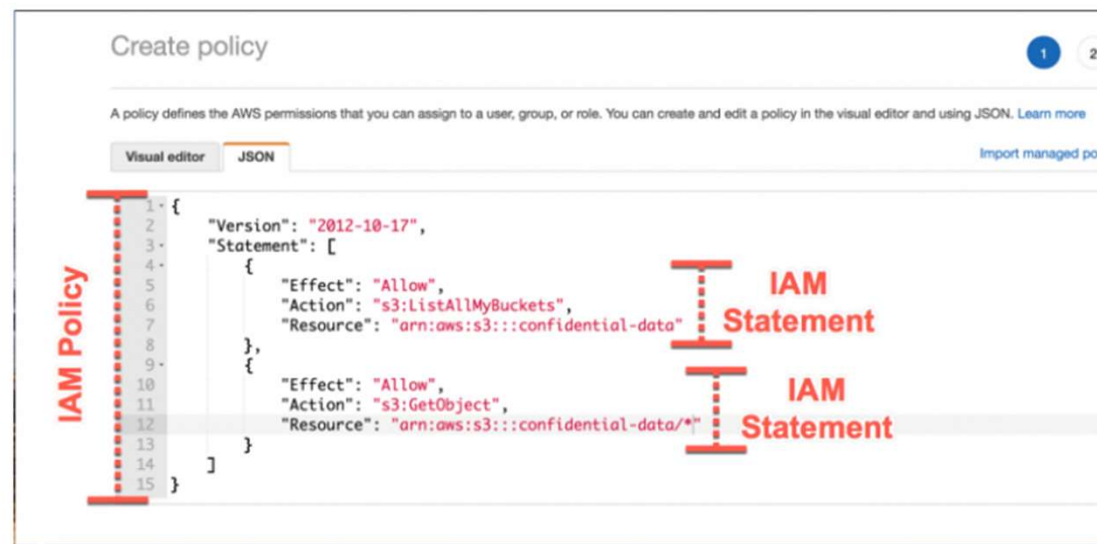 Create policy
1 2
A policy defines the AWS permissions that you can assign to a user, group, or role. You can create and edit a policy in the visual editor and using JSON. Learn more
Visual editor JSON Import managed po
IAM Policy
1 {
2 "Version": "2012-10-17",
3 "Statement": [
4 {
5 "Effect": "Allow",
6 "Action": "s3:ListAllMyBuckets",
7 "Resource": "arn:aws:s3:::confidential-data"
8 },
9 {
10 "Effect": "Allow",
11 "Action": "s3:GetObject",
12 "Resource": "arn:aws:s3:::confidential-data/*"
13 }
14 ]
15 }
IAM
Statement
IAM
Statement